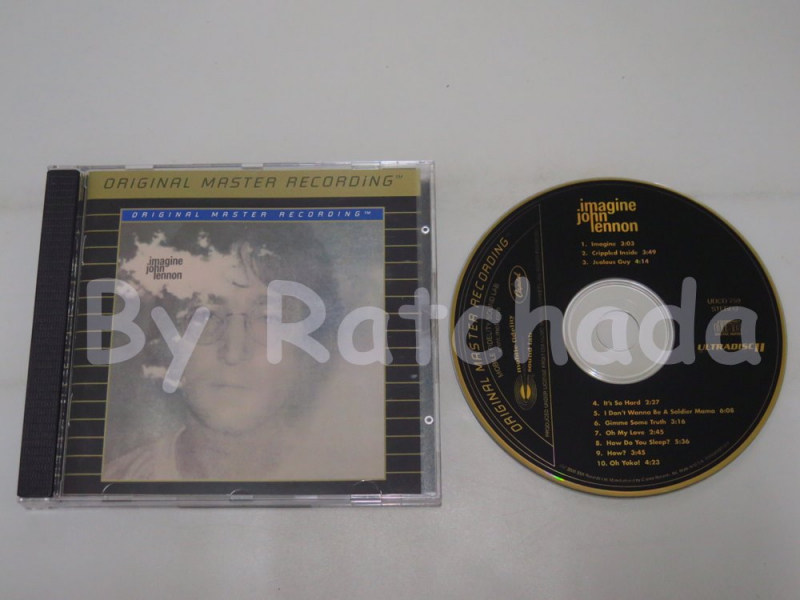 ORIGINAL MASTER RECORDING™
ORIGINAL MASTER RECORDING™
imagine
john
lennon
By Ratchada
imagine
john
lennon
1. Imagine 3:03
2. Crippled Inside 3:49
3. Jealous Guy 4:14
ORIGINAL MASTER RECORDING
UDCD 758
STEREO
ULTRADISC II
4. It's So Hard 2:27
5. I Don't Wanna Be A Soldier Mama 6:08
6. Gimme Some Truth 3:16
7. Oh My Love 2:45
8. How Do You Sleep? 5:36
9. How? 3:45
10. Oh Yoko! 4:23